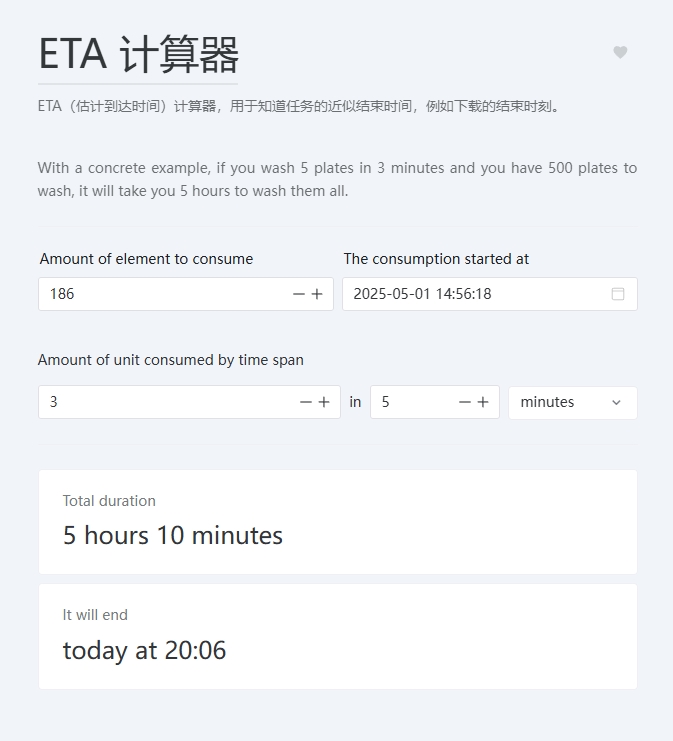 ETA 计算器
ETA（估计到达时间）计算器，用于知道任务的近似结束时间，例如下载的结束时刻。
With a concrete example, if you wash 5 plates in 3 minutes and you have 500 plates to
wash, it will take you 5 hours to wash them all.
Amount of element to consume
The consumption started at
186
2025-05-01 14:56:18
Amount of unit consumed by time span
3 in 5 minutes
Total duration
5 hours 10 minutes
It will end
today at 20:06